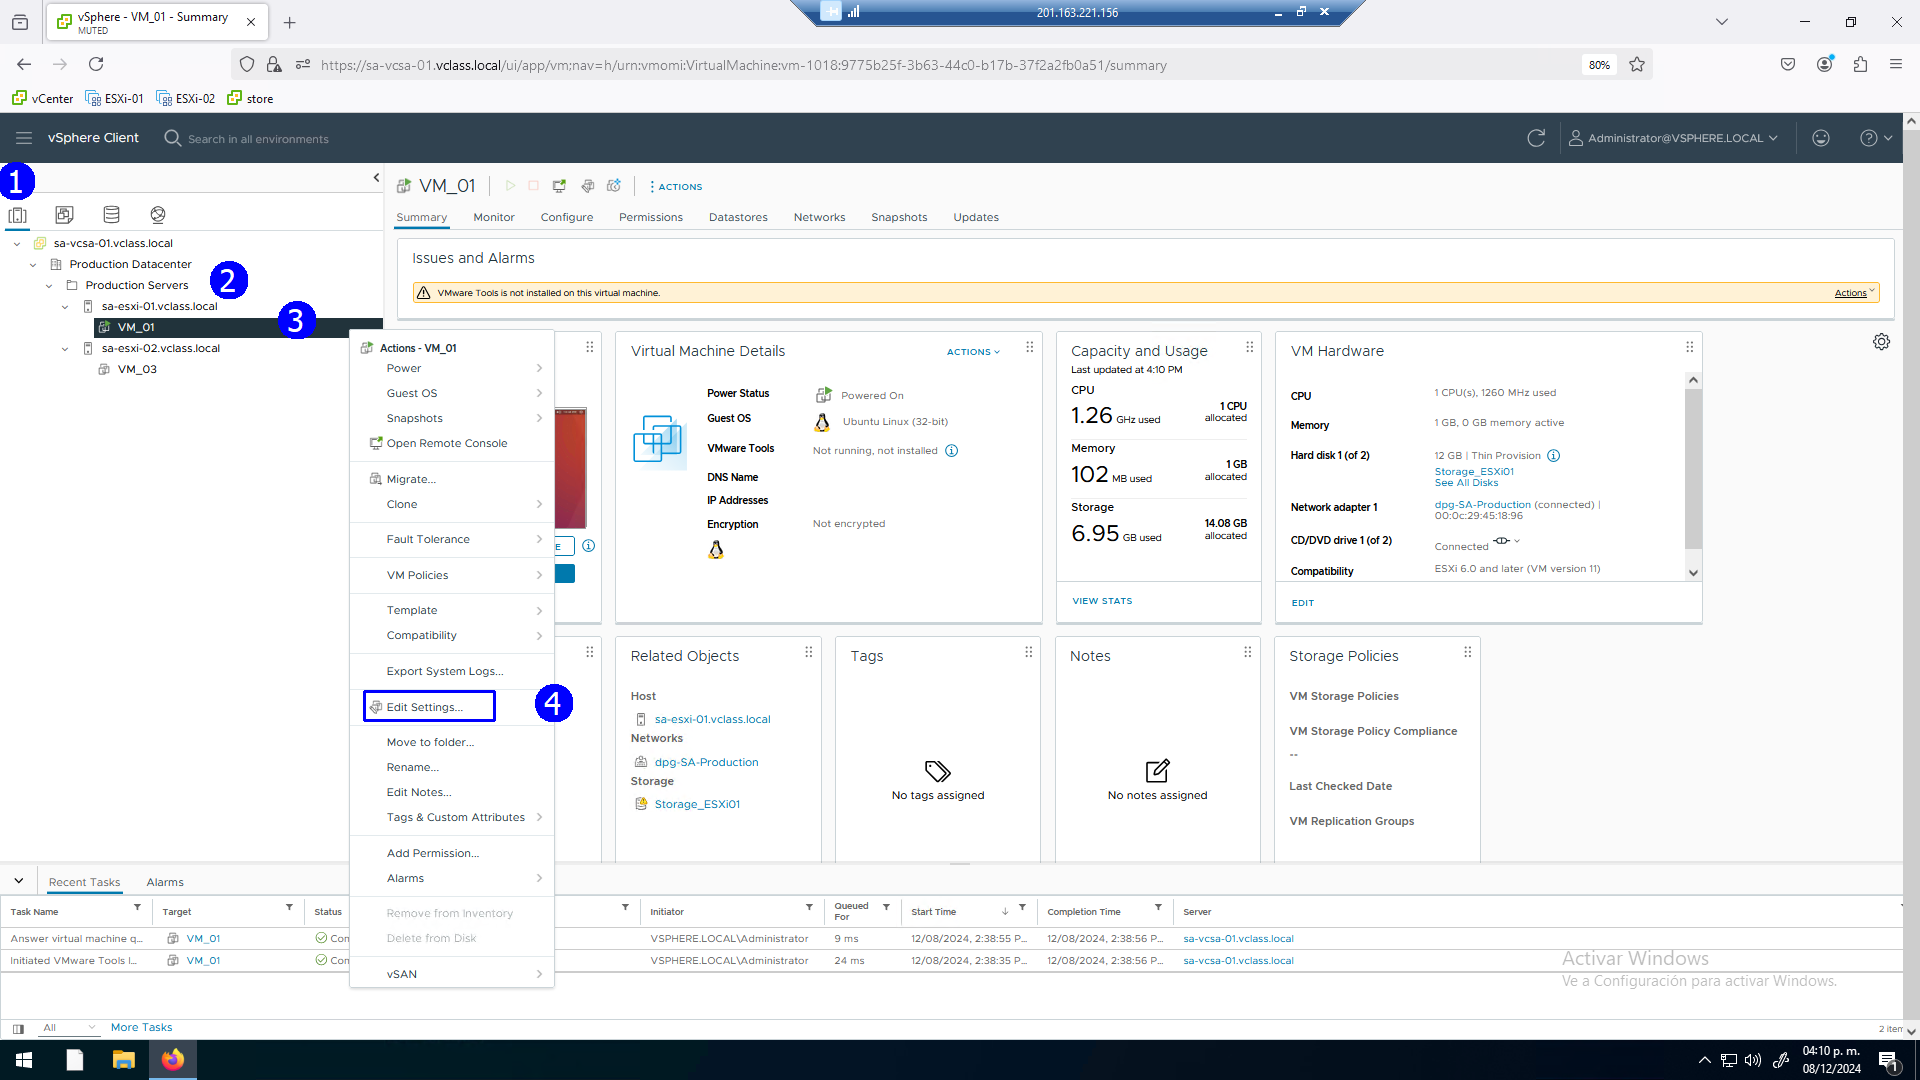 vSphere - VM_01 - Summary
MUTED
201.163.221.156
https://sa-vcsa-01.vclass.local/ui/app/vm;nav=h/urn:vmomi:VirtualMachine:vm-1018:9775b25f-3b63-44c0-b17b-37f2a2fb0a51/summary
80%
vCenter
ESXi-01
ESXi-02
store
vSphere Client
Search in all environments
Administrator@VSPHERE.LOCAL
1
sa-vcsa-01.vclass.local
Production Datacenter
2
Production Servers
sa-esxi-01.vclass.local
3
VM_01
sa-esxi-02.vclass.local
VM_03
VM_01
ACTIONS
Summary
Monitor
Configure
Permissions
Datastores
Networks
Snapshots
Updates
Issues and Alarms
VMware Tools is not installed on this virtual machine.
Actions
Actions - VM_01
Power
Guest OS
Snapshots
Open Remote Console
Migrate...
Clone
Fault Tolerance
VM Policies
Template
Compatibility
Export System Logs...
Edit Settings...
4
Move to folder...
Rename...
Edit Notes...
Tags & Custom Attributes
Add Permission...
Alarms
Remove from Inventory
Delete from Disk
vSAN
E
Virtual Machine Details
ACTIONS
Power Status
Powered On
Guest OS
Ubuntu Linux (32-bit)
VMware Tools
Not running, not installed
DNS Name
IP Addresses
Encryption
Not encrypted
Capacity and Usage
Last updated at 4:10 PM
CPU
1.26 GHz used
1 CPU
allocated
Memory
102 MB used
1 GB
allocated
Storage
6.95 GB used
14.08 GB
allocated
VIEW STATS
VM Hardware
CPU
1 CPU(s), 1260 MHz used
Memory
1 GB, 0 GB memory active
Hard disk 1 (of 2)
12 GB | Thin Provision
Storage_ESXi01
See All Disks
Network adapter 1
dpg-SA-Production (connected) |
00:0c:29:45:18:96
CD/DVD drive 1 (of 2)
Connected
Compatibility
ESXi 6.0 and later (VM version 11)
EDIT
Related Objects
Host
sa-esxi-01.vclass.local
Networks
dpg-SA-Production
Storage
Storage_ESXi01
Tags
No tags assigned
Notes
No notes assigned
Storage Policies
VM Storage Policies
VM Storage Policy Compliance
--
Last Checked Date
VM Replication Groups
Recent Tasks
Alarms
Task Name
Target
Status
Initiator
Queued For
Start Time
Completion Time
Server
Answer virtual machine q...
VM_01
Con
VSPHERE.LOCAL\Administrator
9 ms
12/08/2024, 2:38:55 P...
12/08/2024, 2:38:56 P...
sa-vcsa-01.vclass.local
Initiated VMware Tools I...
VM_01
Con
VSPHERE.LOCAL\Administrator
24 ms
12/08/2024, 2:38:35 P...
12/08/2024, 2:38:56 P...
sa-vcsa-01.vclass.local
Activar Windows
Ve a Configuración para activar Windows.
All
More Tasks
2 item
04:10 p. m.
08/12/2024
1